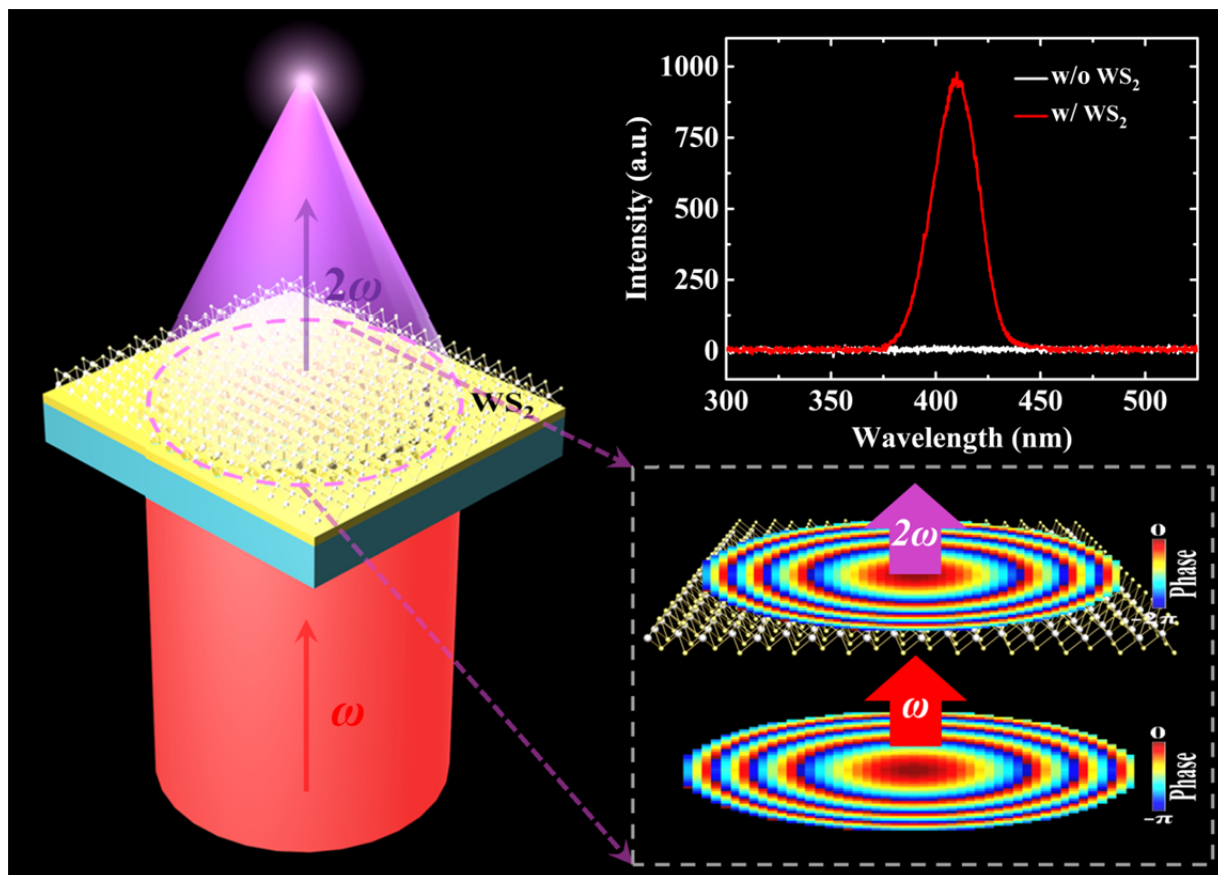 2ω
WS₂
ω
1000
750
500
250
0
Intensity (a.u.)
w/o WS₂
w/ WS₂
300
350
400
450
500
Wavelength (nm)
2ω
0
Phase
-2π
ω
0
Phase
-π